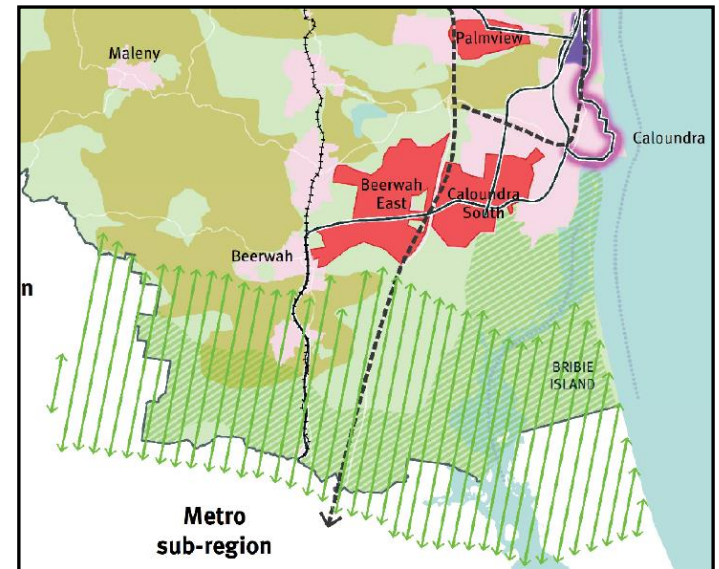 Palmview
Maleny
Caloundra
Beerwah
East
Caloundra
South
Beerwah
n
BRIBIE
ISLAND
Metro
sub-region